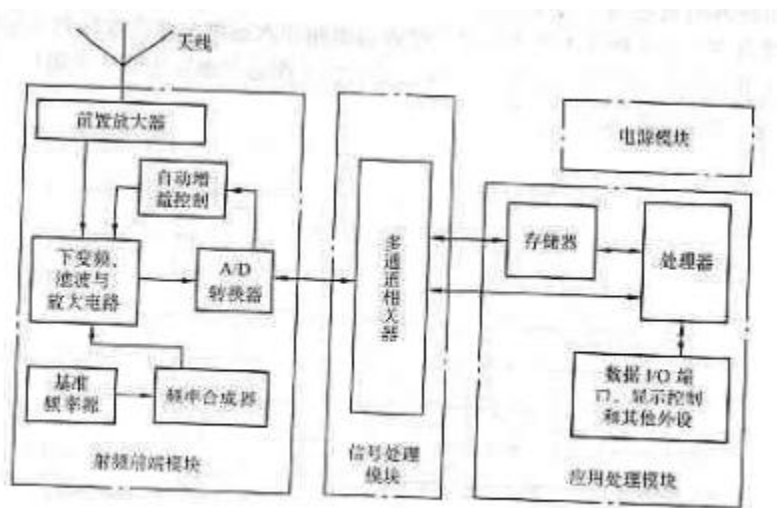 天线
前置放大器
自动增
益控制
下变频、
滤波与
放大电路
A/D
转换器
基准
频率源
频率合成器
射频前端模块
多通道相关器
信号处理
模块
电源模块
存储器
处理器
数据 I/O 端
口、显示控制
和其他外设
应用处理模块